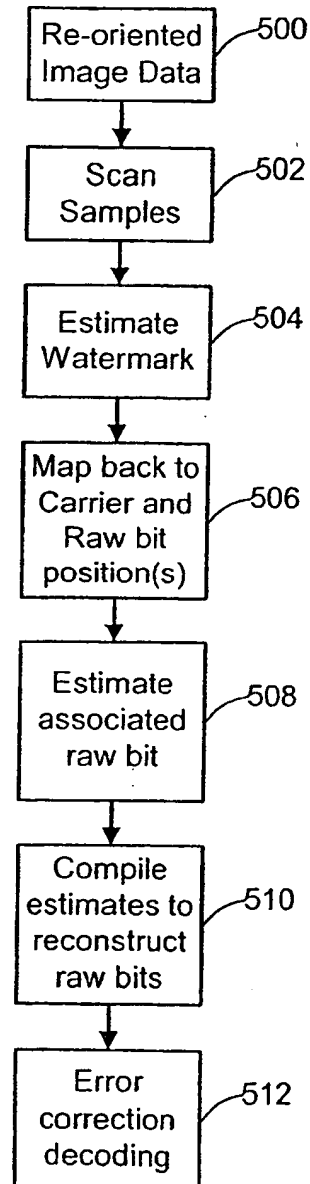 Re-oriented
Image Data
500
Scan
Samples
502
Estimate
Watermark
504
Map back to
Carrier and
Raw bit
position(s)
506
Estimate
associated
raw bit
508
Compile
estimates to
reconstruct
raw bits
510
Error
correction
decoding
512